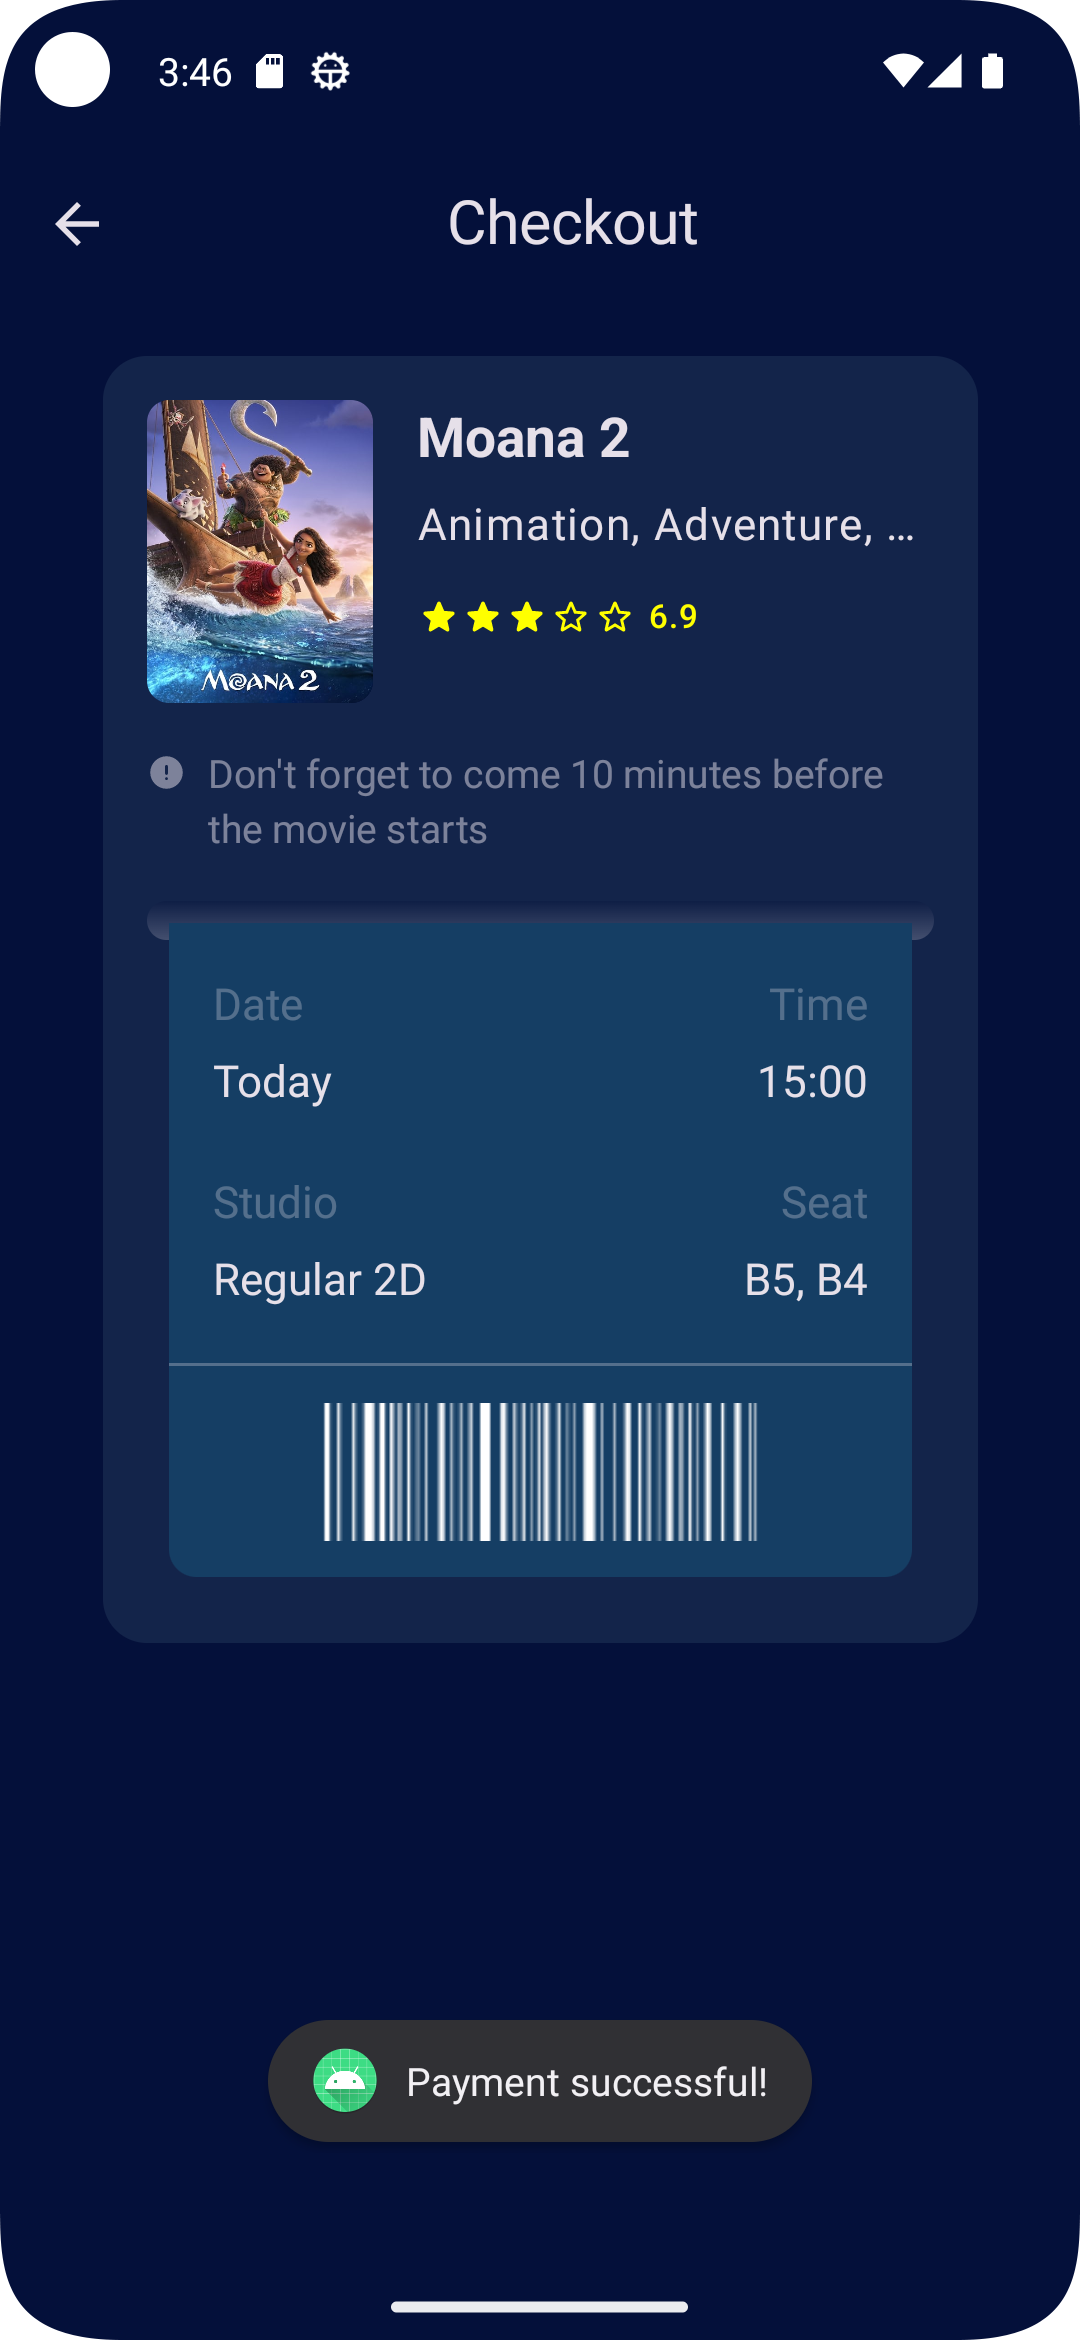 3:46
Checkout
Moana 2
Animation, Adventure, ...
6.9
MOANA 2
Don't forget to come 10 minutes before
the movie starts
Date Time
Today 15:00
Studio Seat
Regular 2D B5, B4
Payment successful!